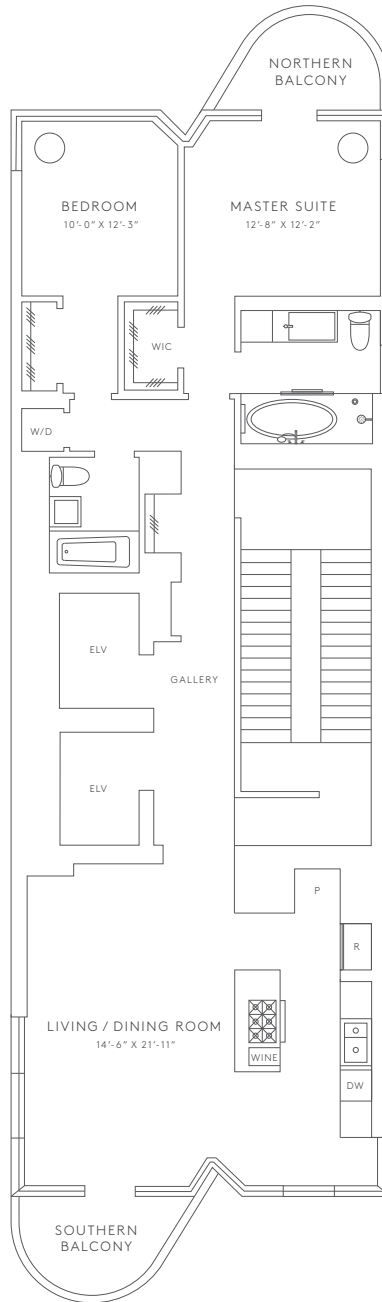 NORTHERN
BALCONY
BEDROOM
10'-0" X 12'-3"
MASTER SUITE
12'-8" X 12'-2"
WIC
W/D
ELV
GALLERY
ELV
P
R
LIVING / DINING ROOM
14'-6" X 21'-11"
WINE
DW
SOUTHERN
BALCONY